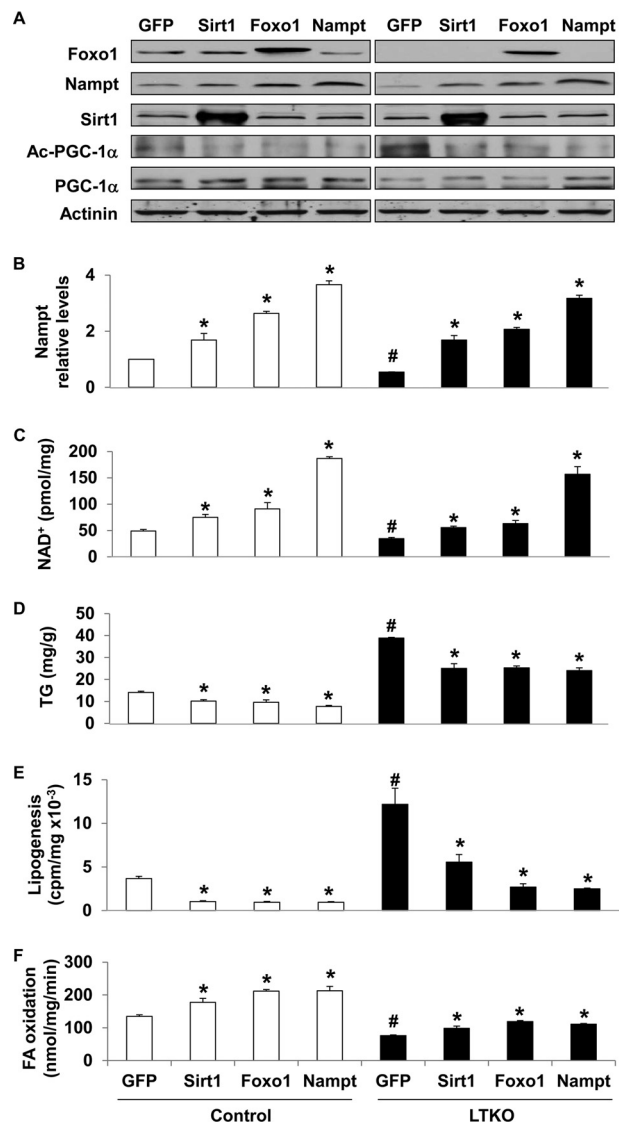 A
GFP Sirt1 Foxo1 Nampt GFP Sirt1 Foxo1 Nampt
Foxo1
Nampt
Sirt1
Ac-PGC-1α
PGC-1α
Actinin
B
Nampt
relative levels
4
2
0
* * * # * * *
C
NAD⁺ (pmol/mg)
200
150
100
50
0
* * * # * * *
D
TG (mg/g)
50
40
30
20
10
0
* * * # * * *
E
Lipogenesis
(cpm/mg x10⁻³)
15
10
5
0
* * * # * * *
F
FA oxidation
(nmol/mg/min)
300
200
100
0
* * * # * * *
GFP Sirt1 Foxo1 Nampt GFP Sirt1 Foxo1 Nampt
Control LTKO